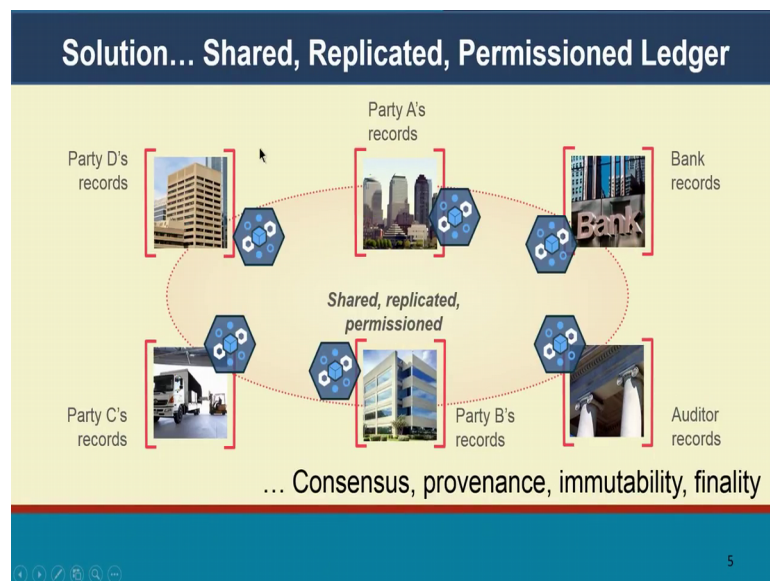 Solution... Shared, Replicated, Permissioned Ledger
Party A's
records
Party D's
records
Bank
records
Bank
Shared, replicated,
permissioned
Party C's
records
Party B's
records
Auditor
records
... Consensus, provenance, immutability, finality
5